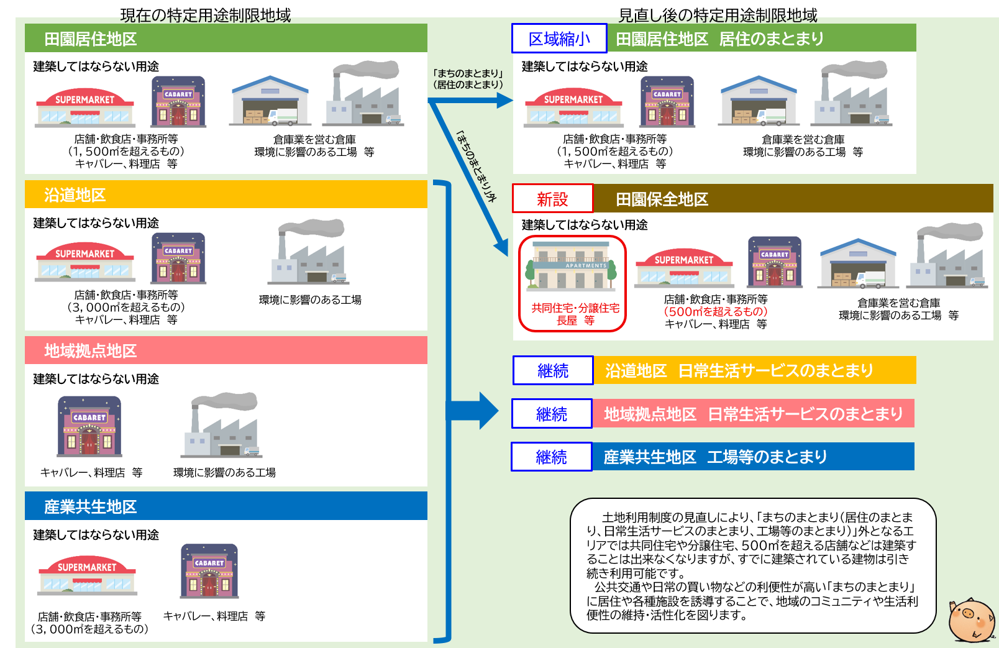 現在の特定用途制限地域
田園居住地区
建築してはならない用途
SUPERMARKET
CABARET
店舗・飲食店・事務所等
（1，500㎡を超えるもの）
キャバレー、料理店　等
倉庫業を営む倉庫
環境に影響のある工場　等
沿道地区
建築してはならない用途
SUPERMARKET
CABARET
店舗・飲食店・事務所等
（3，000㎡を超えるもの）
キャバレー、料理店　等
環境に影響のある工場
地域拠点地区
建築してはならない用途
CABARET
キャバレー、料理店　等
環境に影響のある工場
産業共生地区
建築してはならない用途
SUPERMARKET
CABARET
店舗・飲食店・事務所等
（3，000㎡を超えるもの）
キャバレー、料理店　等
「まちのまとまり」
（居住のまとまり）
「まちのまとまり」外
見直し後の特定用途制限地域
区域縮小
田園居住地区　居住のまとまり
建築してはならない用途
SUPERMARKET
CABARET
店舗・飲食店・事務所等
（1，500㎡を超えるもの）
キャバレー、料理店　等
倉庫業を営む倉庫
環境に影響のある工場　等
新設
田園保全地区
建築してはならない用途
APARTMENTS
共同住宅・分譲住宅
長屋　等
SUPERMARKET
CABARET
店舗・飲食店・事務所等
（500㎡を超えるもの）
キャバレー、料理店　等
倉庫業を営む倉庫
環境に影響のある工場　等
継続
沿道地区　日常生活サービスのまとまり
継続
地域拠点地区　日常生活サービスのまとまり
継続
産業共生地区　工場等のまとまり
土地利用制度の見直しにより、「まちのまとまり（居住のまとま
り、日常生活サービスのまとまり、工場等のまとまり）」外となるエ
リアでは共同住宅や分譲住宅、500㎡を超える店舗などは建築す
ることは出来なくなりますが、すでに建築されている建物は引き
続き利用可能です。
公共交通や日常の買い物などの利便性が高い「まちのまとまり」
に居住や各種施設を誘導することで、地域のコミュニティや生活利
便性の維持・活性化を図ります。